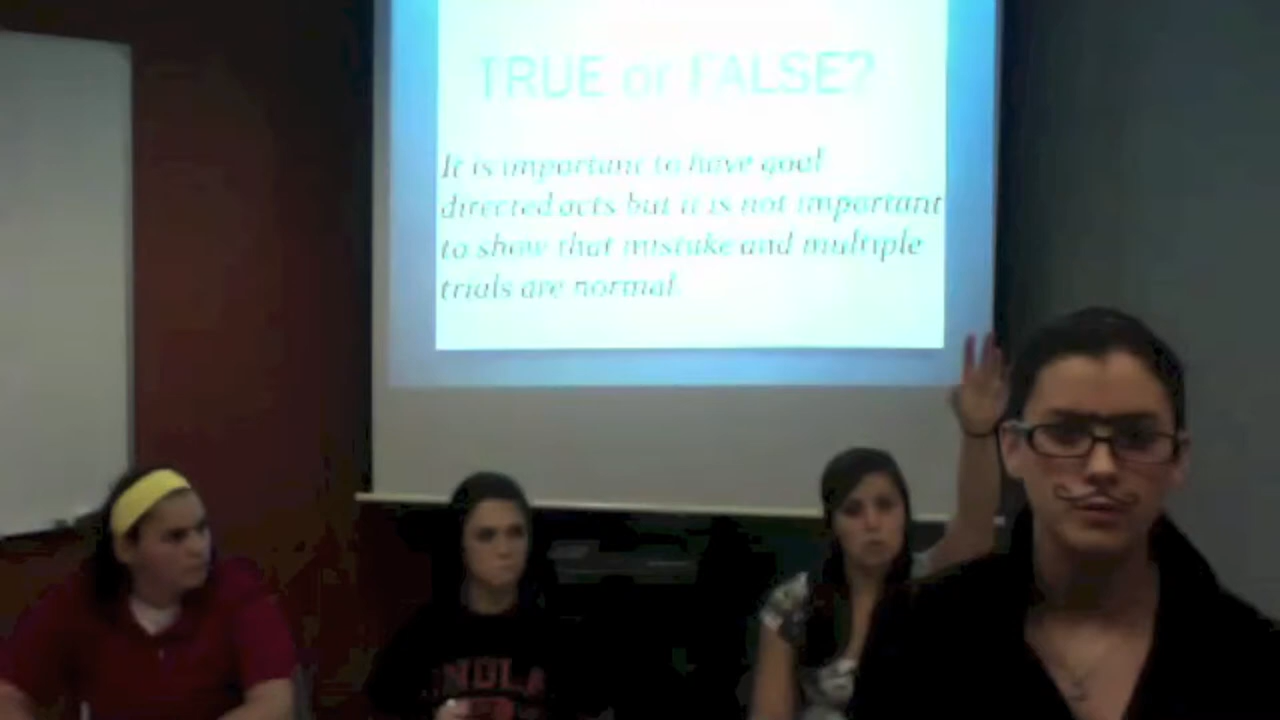 TRUE or FALSE?
It is important to have goal
directed acts but it is not important
to show that mistake and multiple
trials are normal.